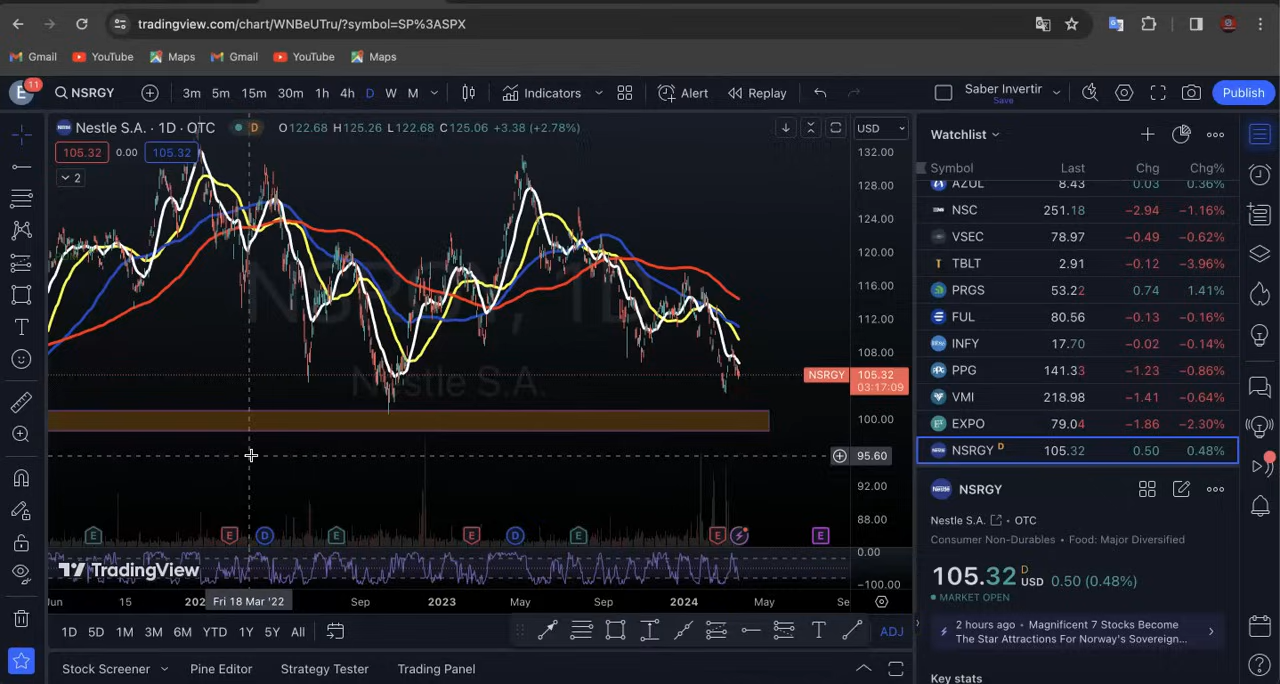 tradingview.com/chart/WNBeUTru/?symbol=SP%3ASPX
Gmail YouTube Maps Gmail YouTube Maps
E 11 NSRGY 3m 5m 15m 30m 1h 4h D W M Indicators Alert Replay Saber Invertir Save Publish
Nestle S.A. · 1D · OTC D O122.68 H125.26 L122.68 C125.06 +3.38 (+2.78%) USD
105.32 0.00 105.32
2
132.00
128.00
124.00
120.00
116.00
112.00
108.00
NSRGY 105.32
03:17:09
100.00
95.60
92.00
88.00
0.00
−100.00
NSRGY, 1D
Nestle S.A.
E E D E E D E E E
TradingView
15 202 Fri 18 Mar '22 Sep 2023 May Sep 2024 May Se
1D 5D 1M 3M 6M YTD 1Y 5Y All ADJ
Stock Screener Pine Editor Strategy Tester Trading Panel
Watchlist
Symbol Last Chg Chg%
AZUL 8.43 0.03 0.36%
NSC 251.18 −2.94 −1.16%
VSEC 78.97 −0.49 −0.62%
TBLT 2.91 −0.12 −3.96%
PRGS 53.22 0.74 1.41%
FUL 80.56 −0.13 −0.16%
INFY 17.70 −0.02 −0.14%
PPG 141.33 −1.23 −0.86%
VMI 218.98 −1.41 −0.64%
EXPO 79.04 −1.86 −2.30%
NSRGY D 105.32 0.50 0.48%
NSRGY
Nestle S.A. • OTC
Consumer Non-Durables • Food: Major Diversified
105.32 D USD 0.50 (0.48%)
MARKET OPEN
2 hours ago • Magnificent 7 Stocks Become
The Star Attractions For Norway's Sovereign...
Key stats